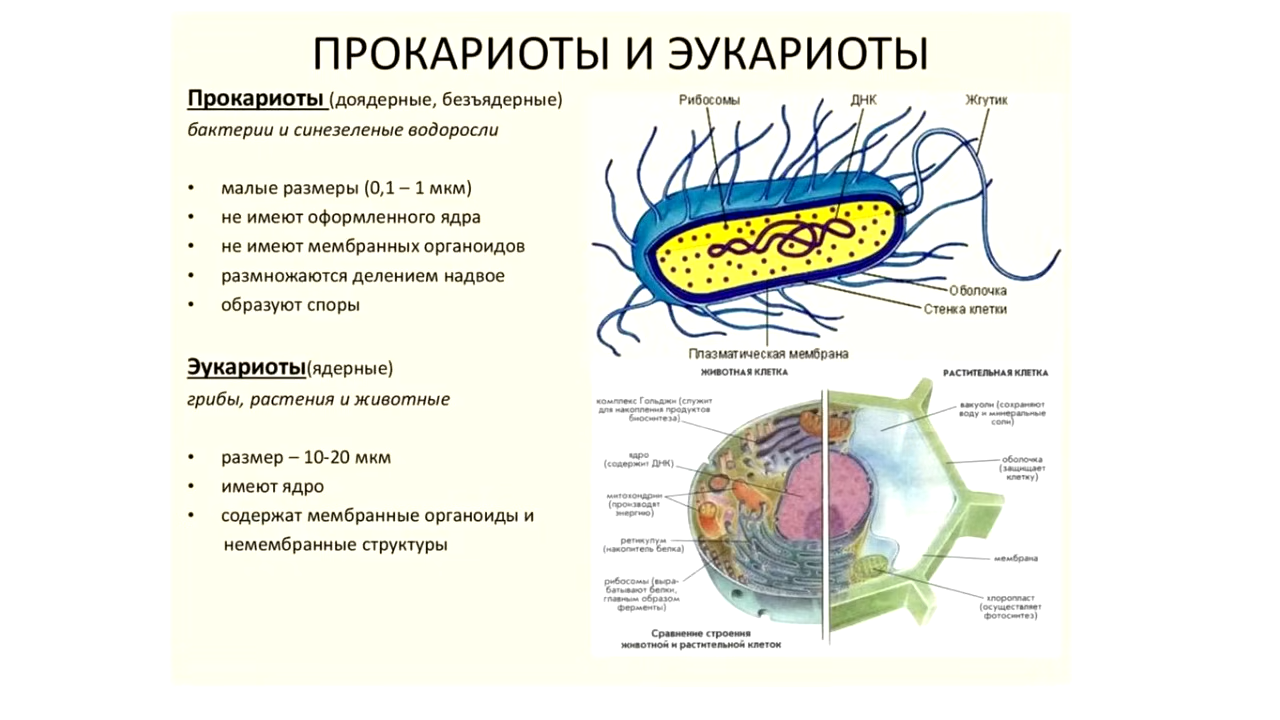 ПРОКАРИОТЫ И ЭУКАРИОТЫ
Прокариоты (доядерные, безъядерные)
бактерии и синезеленые водоросли
• малые размеры (0,1 – 1 мкм)
• не имеют оформленного ядра
• не имеют мембранных органоидов
• размножаются делением надвое
• образуют споры
Эукариоты(ядерные)
грибы, растения и животные
• размер – 10-20 мкм
• имеют ядро
• содержат мембранные органоиды и
немембранные структуры
Рибосомы
ДНК
Жгутик
Оболочка
Стенка клетки
Плазматическая мембрана
ЖИВОТНАЯ КЛЕТКА
РАСТИТЕЛЬНАЯ КЛЕТКА
комплекс Гольджи (служит
для накопления продуктов
биосинтеза)
ядро
(содержит ДНК)
митохондрии
(производят
энергию)
ретикулум
(накопитель белка)
рибосомы (выра-
батывают белки,
главным образом
ферменты)
вакуоли (сохраняют
воду и минеральные
соли)
оболочка
(защищает
клетку)
мембрана
хлоропласт
(осуществляет
фотосинтез)
Сравнение строения
животной и растительной клеток